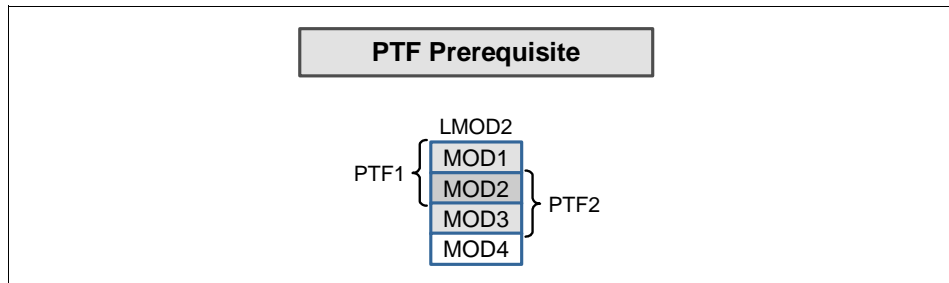 PTF Prerequisite
LMOD2
MOD1
PTF1
MOD2
PTF2
MOD3
MOD4